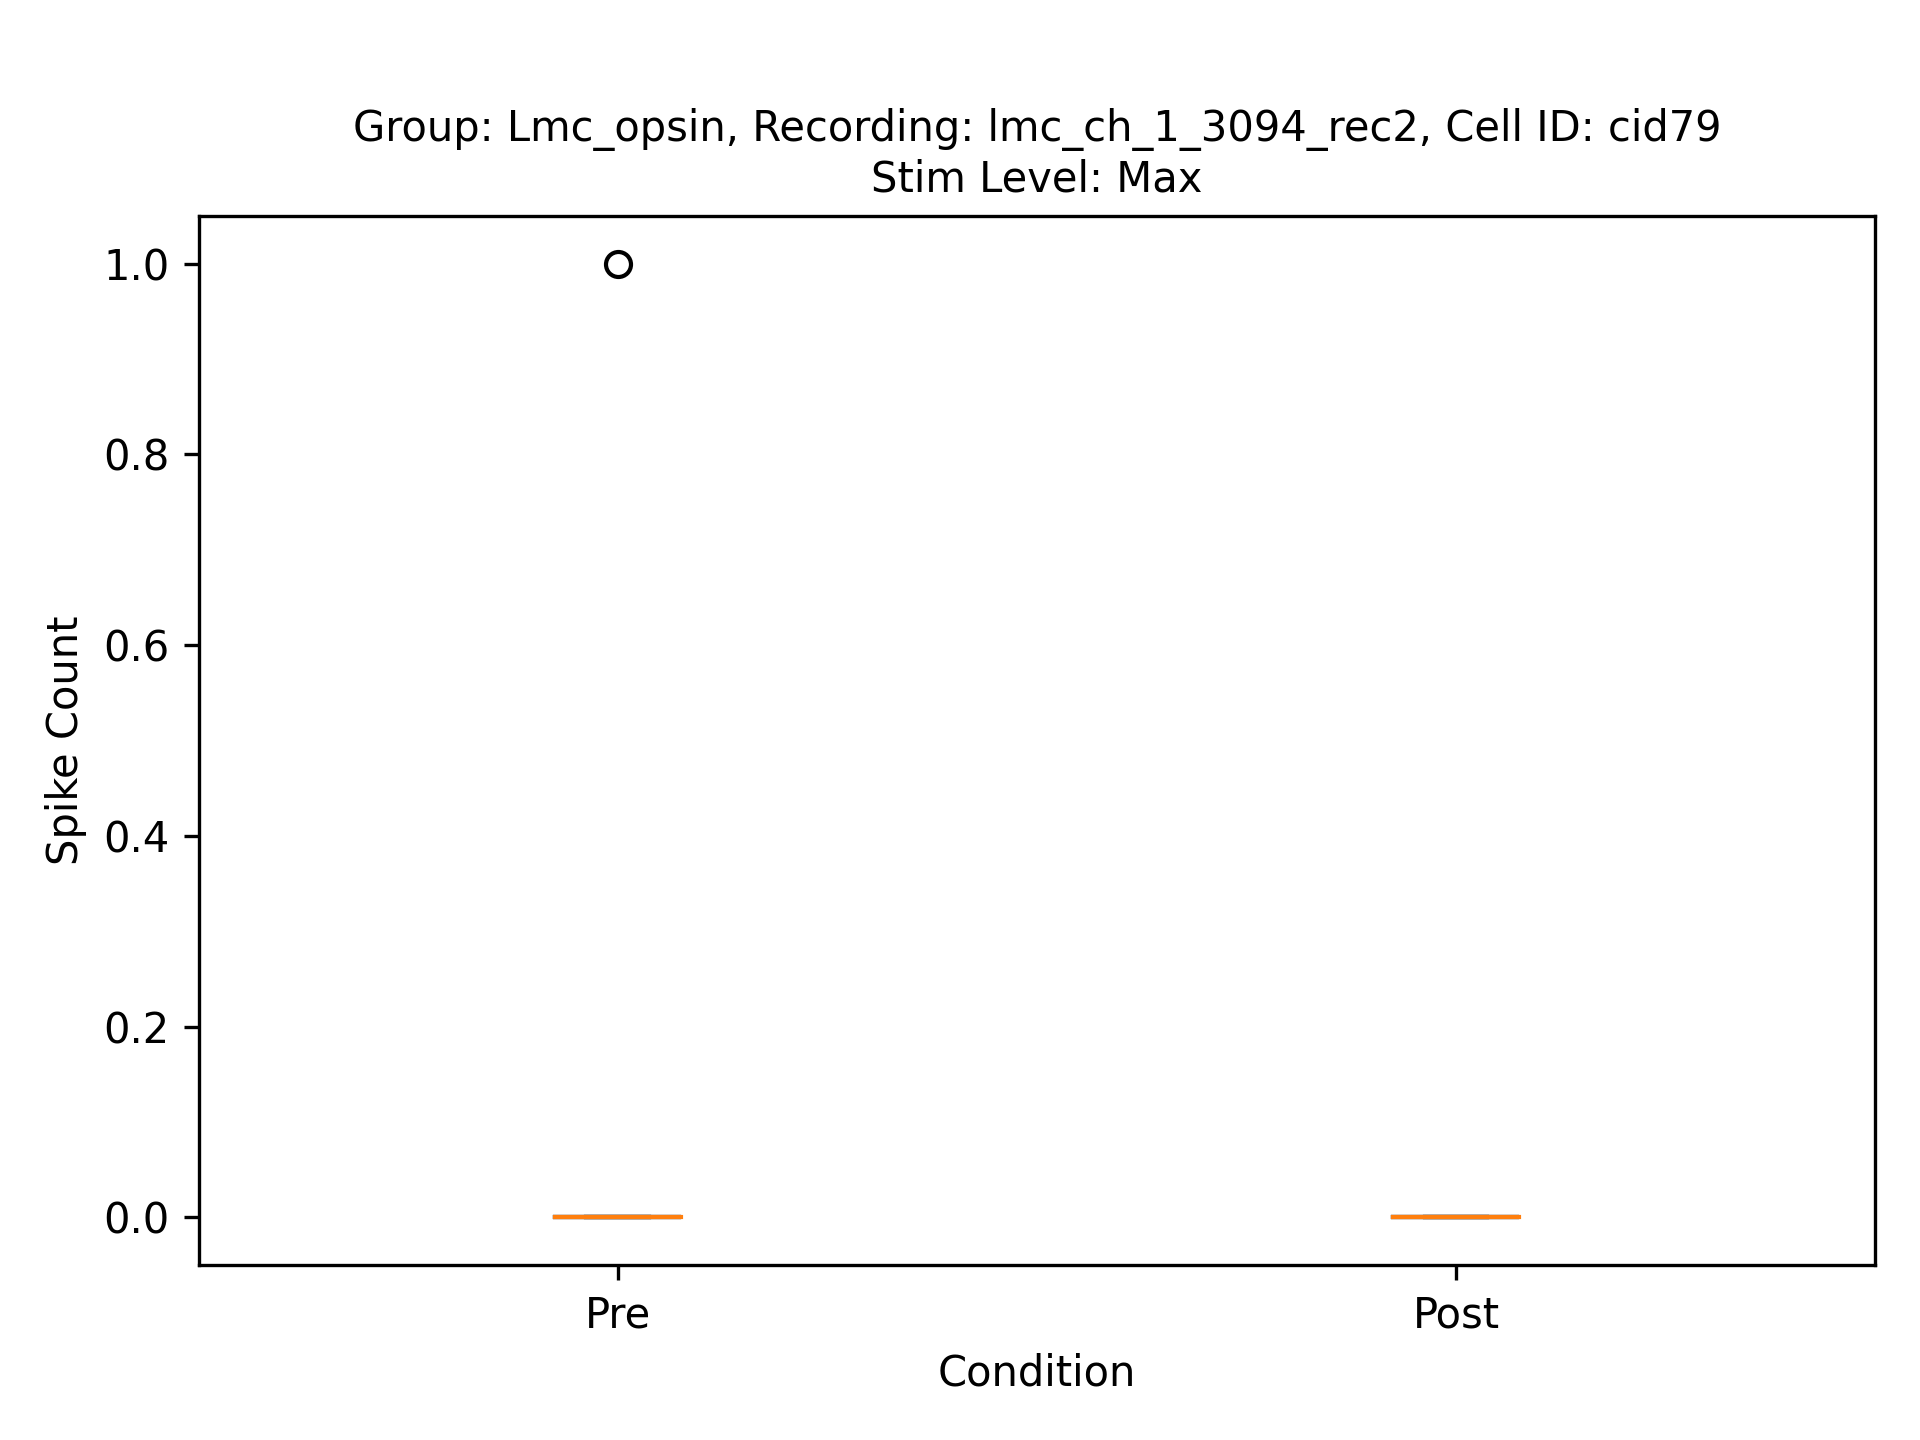 Group: Lmc_opsin, Recording: lmc_ch_1_3094_rec2, Cell ID: cid79
Stim Level: Max
1.0
0.8
0.6
0.4
0.2
0.0
Spike Count
Pre Post
Condition